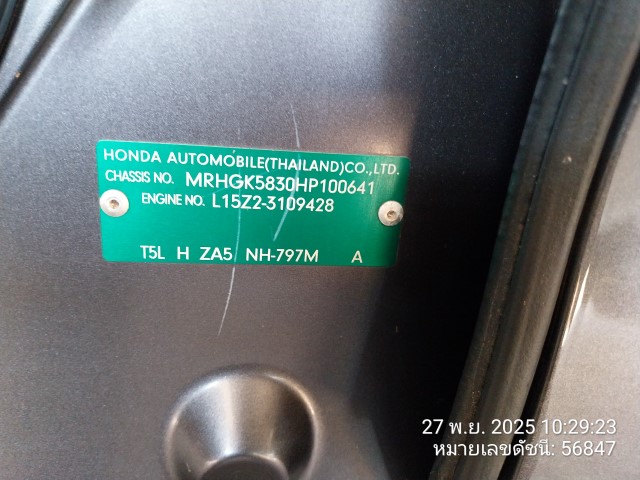 HONDA AUTOMOBILE(THAILAND)CO.,LTD.
CHASSIS NO. MRHGK5830HP100641
ENGINE NO. L15Z2-3109428
T5L H ZA5 NH-797M A
27 พ.ย. 2025 10:29:23
หมายเลขดัชนี: 56847